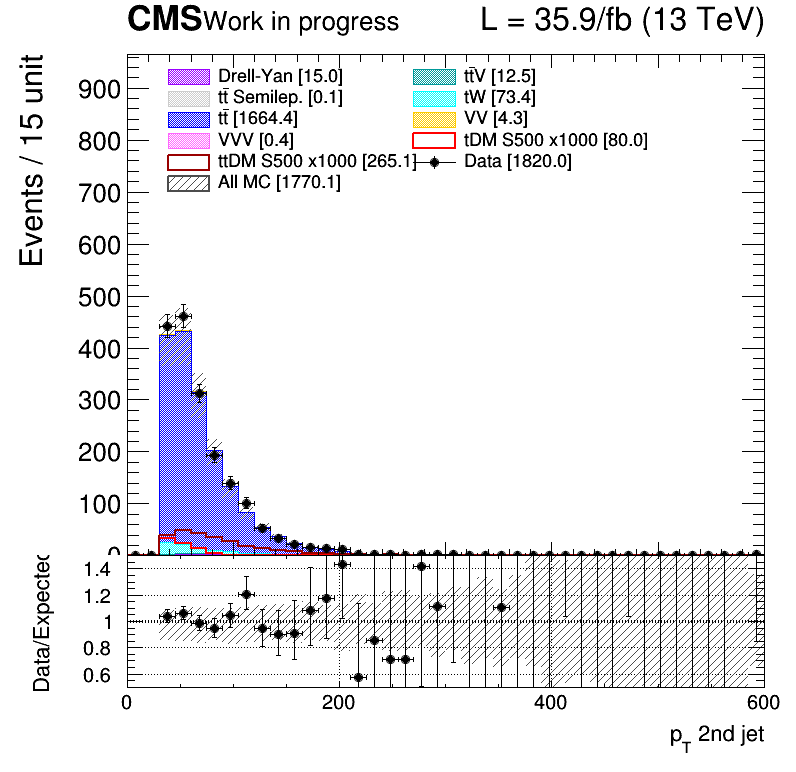 CMS Work in progress L = 35.9/fb (13 TeV)
Events / 15 unit
900
800
700
600
500
400
300
200
100
0
Drell-Yan [15.0]
tt̄ Semilep. [0.1]
tt̄ [1664.4]
VVV [0.4]
ttDM S500 x1000 [265.1]
All MC [1770.1]
tt̄V [12.5]
tW [73.4]
VV [4.3]
tDM S500 x1000 [80.0]
Data [1820.0]
Data/Expected
1.4
1.2
1
0.8
0.6
0 200 400 600
p_T 2nd jet